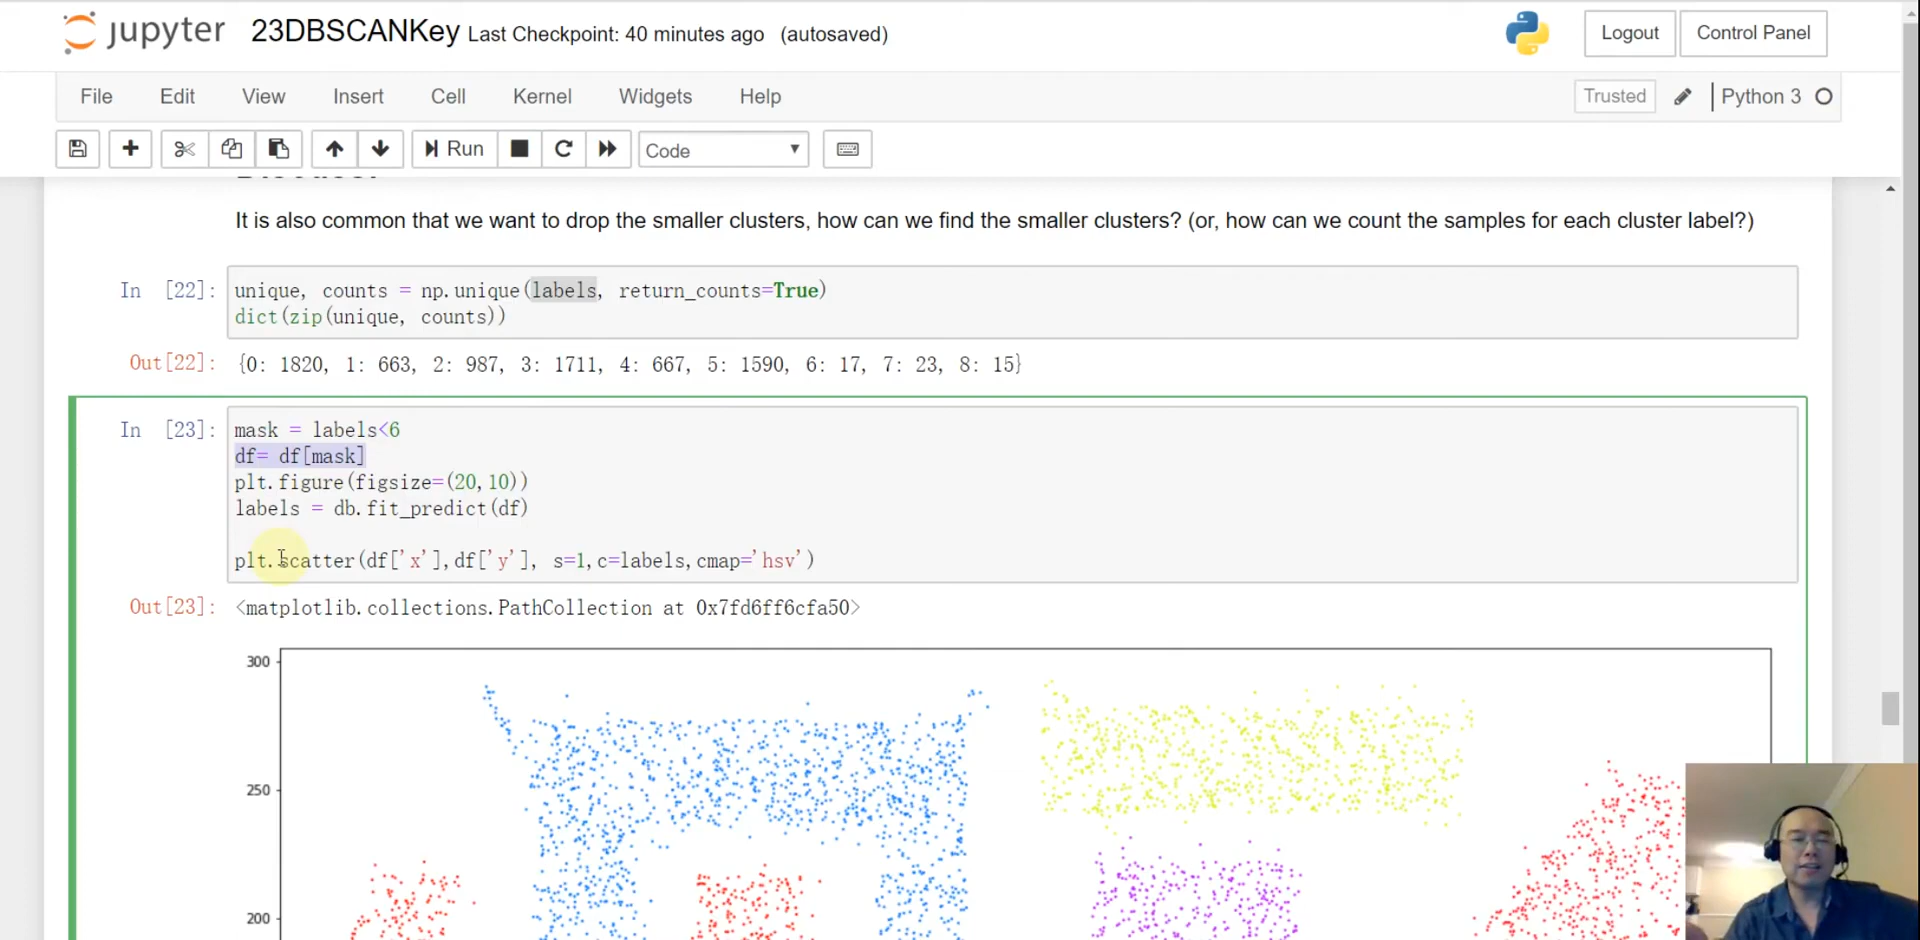 jupyter 23DBSCANKey Last Checkpoint: 40 minutes ago (autosaved) Logout Control Panel
File Edit View Insert Cell Kernel Widgets Help Trusted Python 3
Run Code
It is also common that we want to drop the smaller clusters, how can we find the smaller clusters? (or, how can we count the samples for each cluster label?)
In [22]: unique, counts = np.unique(labels, return_counts=True)
dict(zip(unique, counts))
Out[22]: {0: 1820, 1: 663, 2: 987, 3: 1711, 4: 667, 5: 1590, 6: 17, 7: 23, 8: 15}
In [23]: mask = labels<6
df= df[mask]
plt.figure(figsize=(20,10))
labels = db.fit_predict(df)
plt.scatter(df['x'],df['y'], s=1,c=labels,cmap='hsv')
Out[23]: <matplotlib.collections.PathCollection at 0x7fd6ff6cfa50>
300
250
200